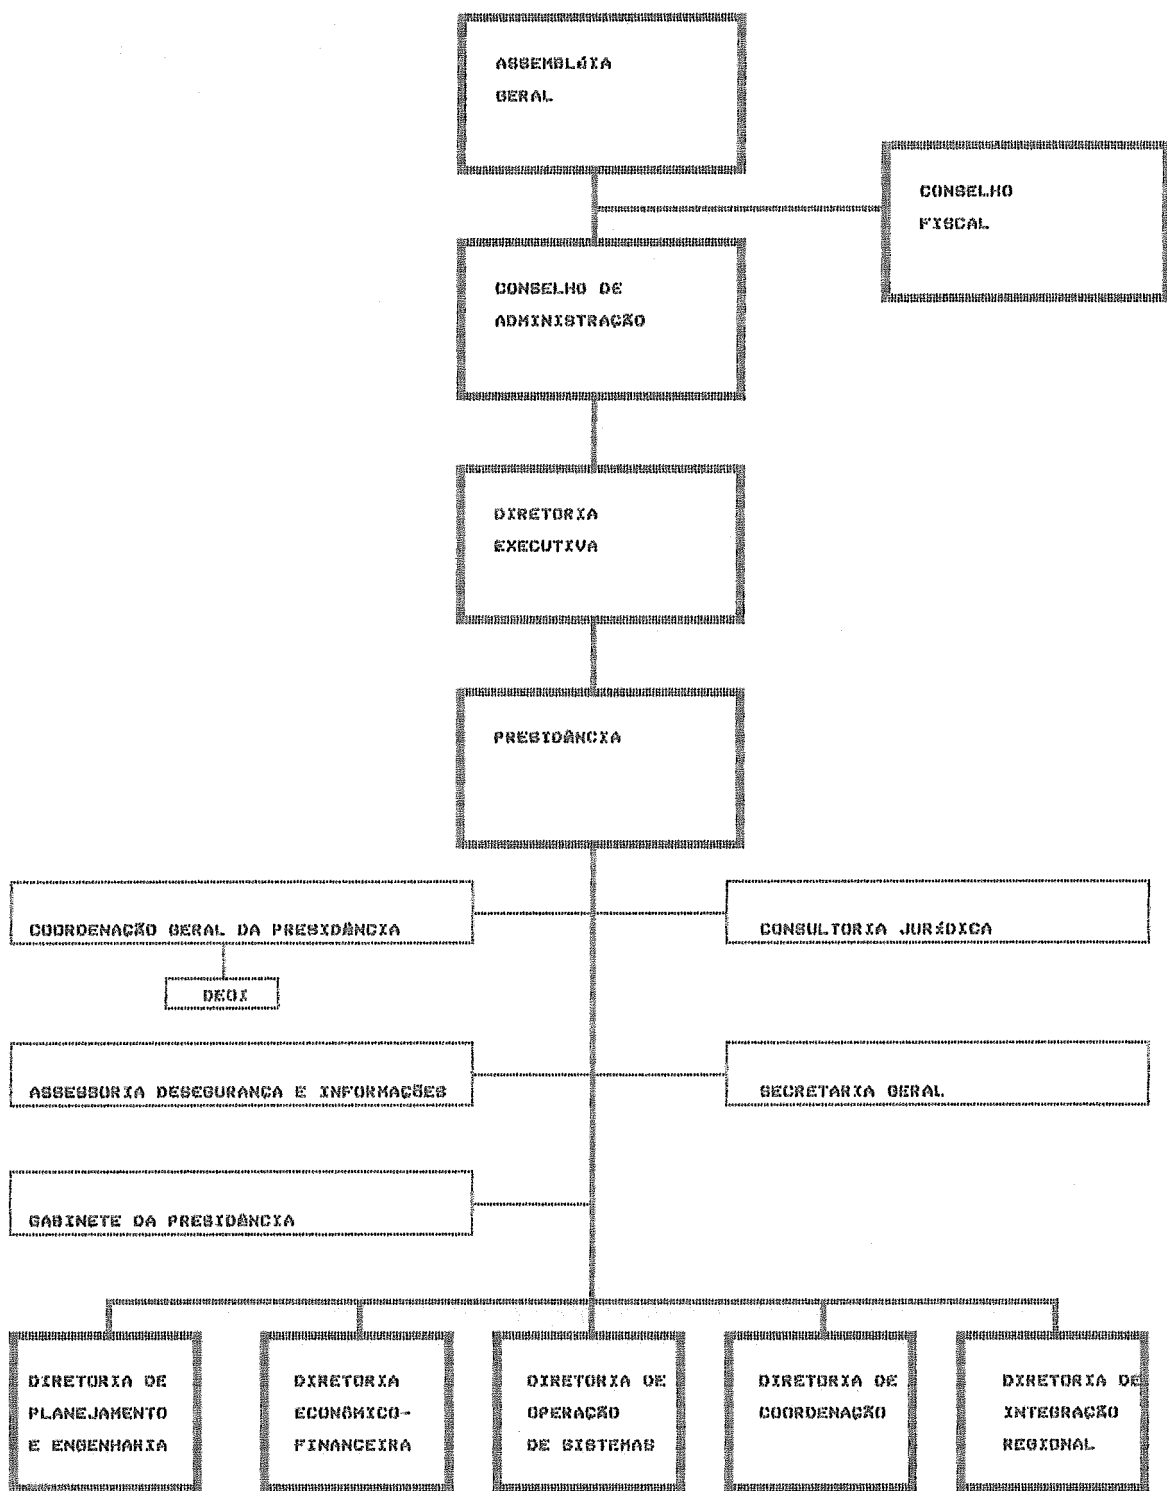 ASSEMBLÉIA
GERAL
CONSELHO
FISCAL
CONSELHO DE
ADMINISTRAÇÃO
DIRETORIA
EXECUTIVA
PRESIDÊNCIA
COORDENAÇÃO GERAL DA PRESIDÊNCIA
CONSULTORIA JURÍDICA
DEOI
ASSESSORIA DESEGURANÇA E INFORMAÇÕES
SECRETARIA GERAL
GABINETE DA PRESIDÊNCIA
DIRETORIA DE
PLANEJAMENTO
E ENGENHARIA
DIRETORIA
ECONÔMICO-
FINANCEIRA
DIRETORIA DE
OPERAÇÃO
DE SISTEMAS
DIRETORIA DE
COORDENAÇÃO
DIRETORIA DE
INTEGRAÇÃO
REGIONAL